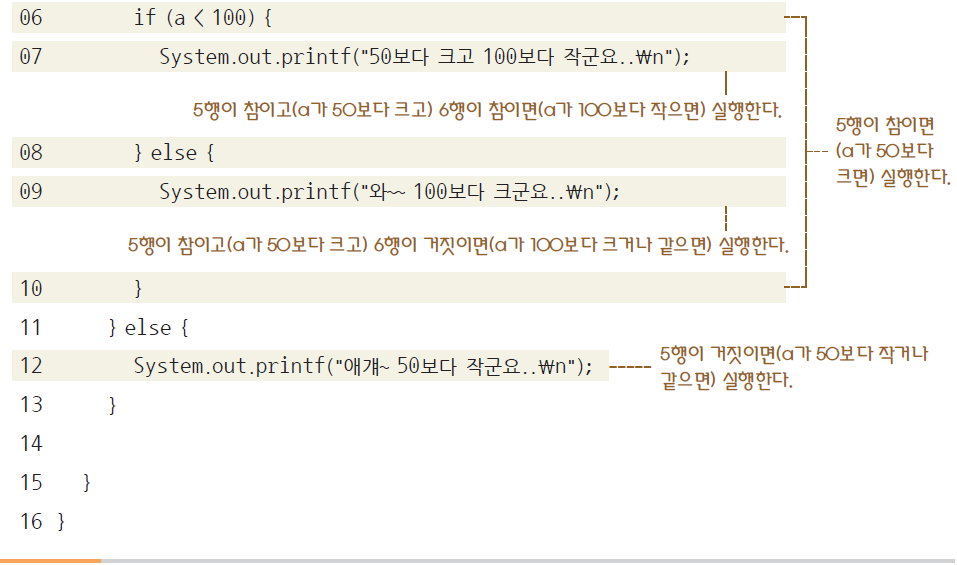 06 if (a < 100) {
07 System.out.printf("50보다 크고 100보다 작군요..₩n");
5행이 참이고(a가 50보다 크고) 6행이 참이면(a가 100보다 작으면) 실행한다.
5행이 참이면
(a가 50보다
크면) 실행한다.
08 } else {
09 System.out.printf("와~~ 100보다 크군요..₩n");
5행이 참이고(a가 50보다 크고) 6행이 거짓이면(a가 100보다 크거나 같으면) 실행한다.
10 }
11 } else {
12 System.out.printf("애걔~ 50보다 작군요..₩n");
5행이 거짓이면(a가 50보다 작거나
같으면) 실행한다.
13 }
14
15 }
16 }